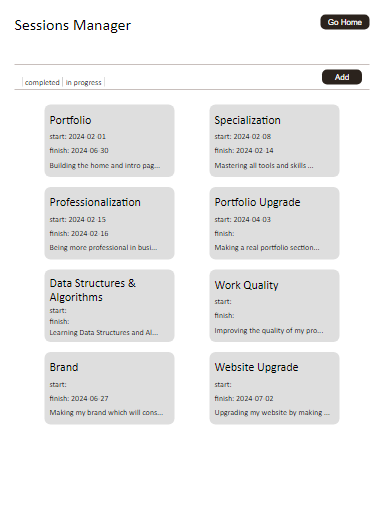 Sessions Manager
Go Home
completed in progress
Add
Portfolio
start: 2024-02-01
finish: 2024-06-30
Building the home and intro pag...
Specialization
start: 2024-02-08
finish: 2024-02-14
Mastering all tools and skills ...
Professionalization
start: 2024-02-15
finish: 2024-02-16
Being more professional in busi...
Portfolio Upgrade
start: 2024-04-03
finish:
Making a real portfolio section...
Data Structures &
Algorithms
start:
finish:
Learning Data Structures and Al...
Work Quality
start:
finish:
Improving the quality of my pro...
Brand
start:
finish: 2024-06-27
Making my brand which will cons...
Website Upgrade
start:
finish: 2024-07-02
Upgrading my website by making ...